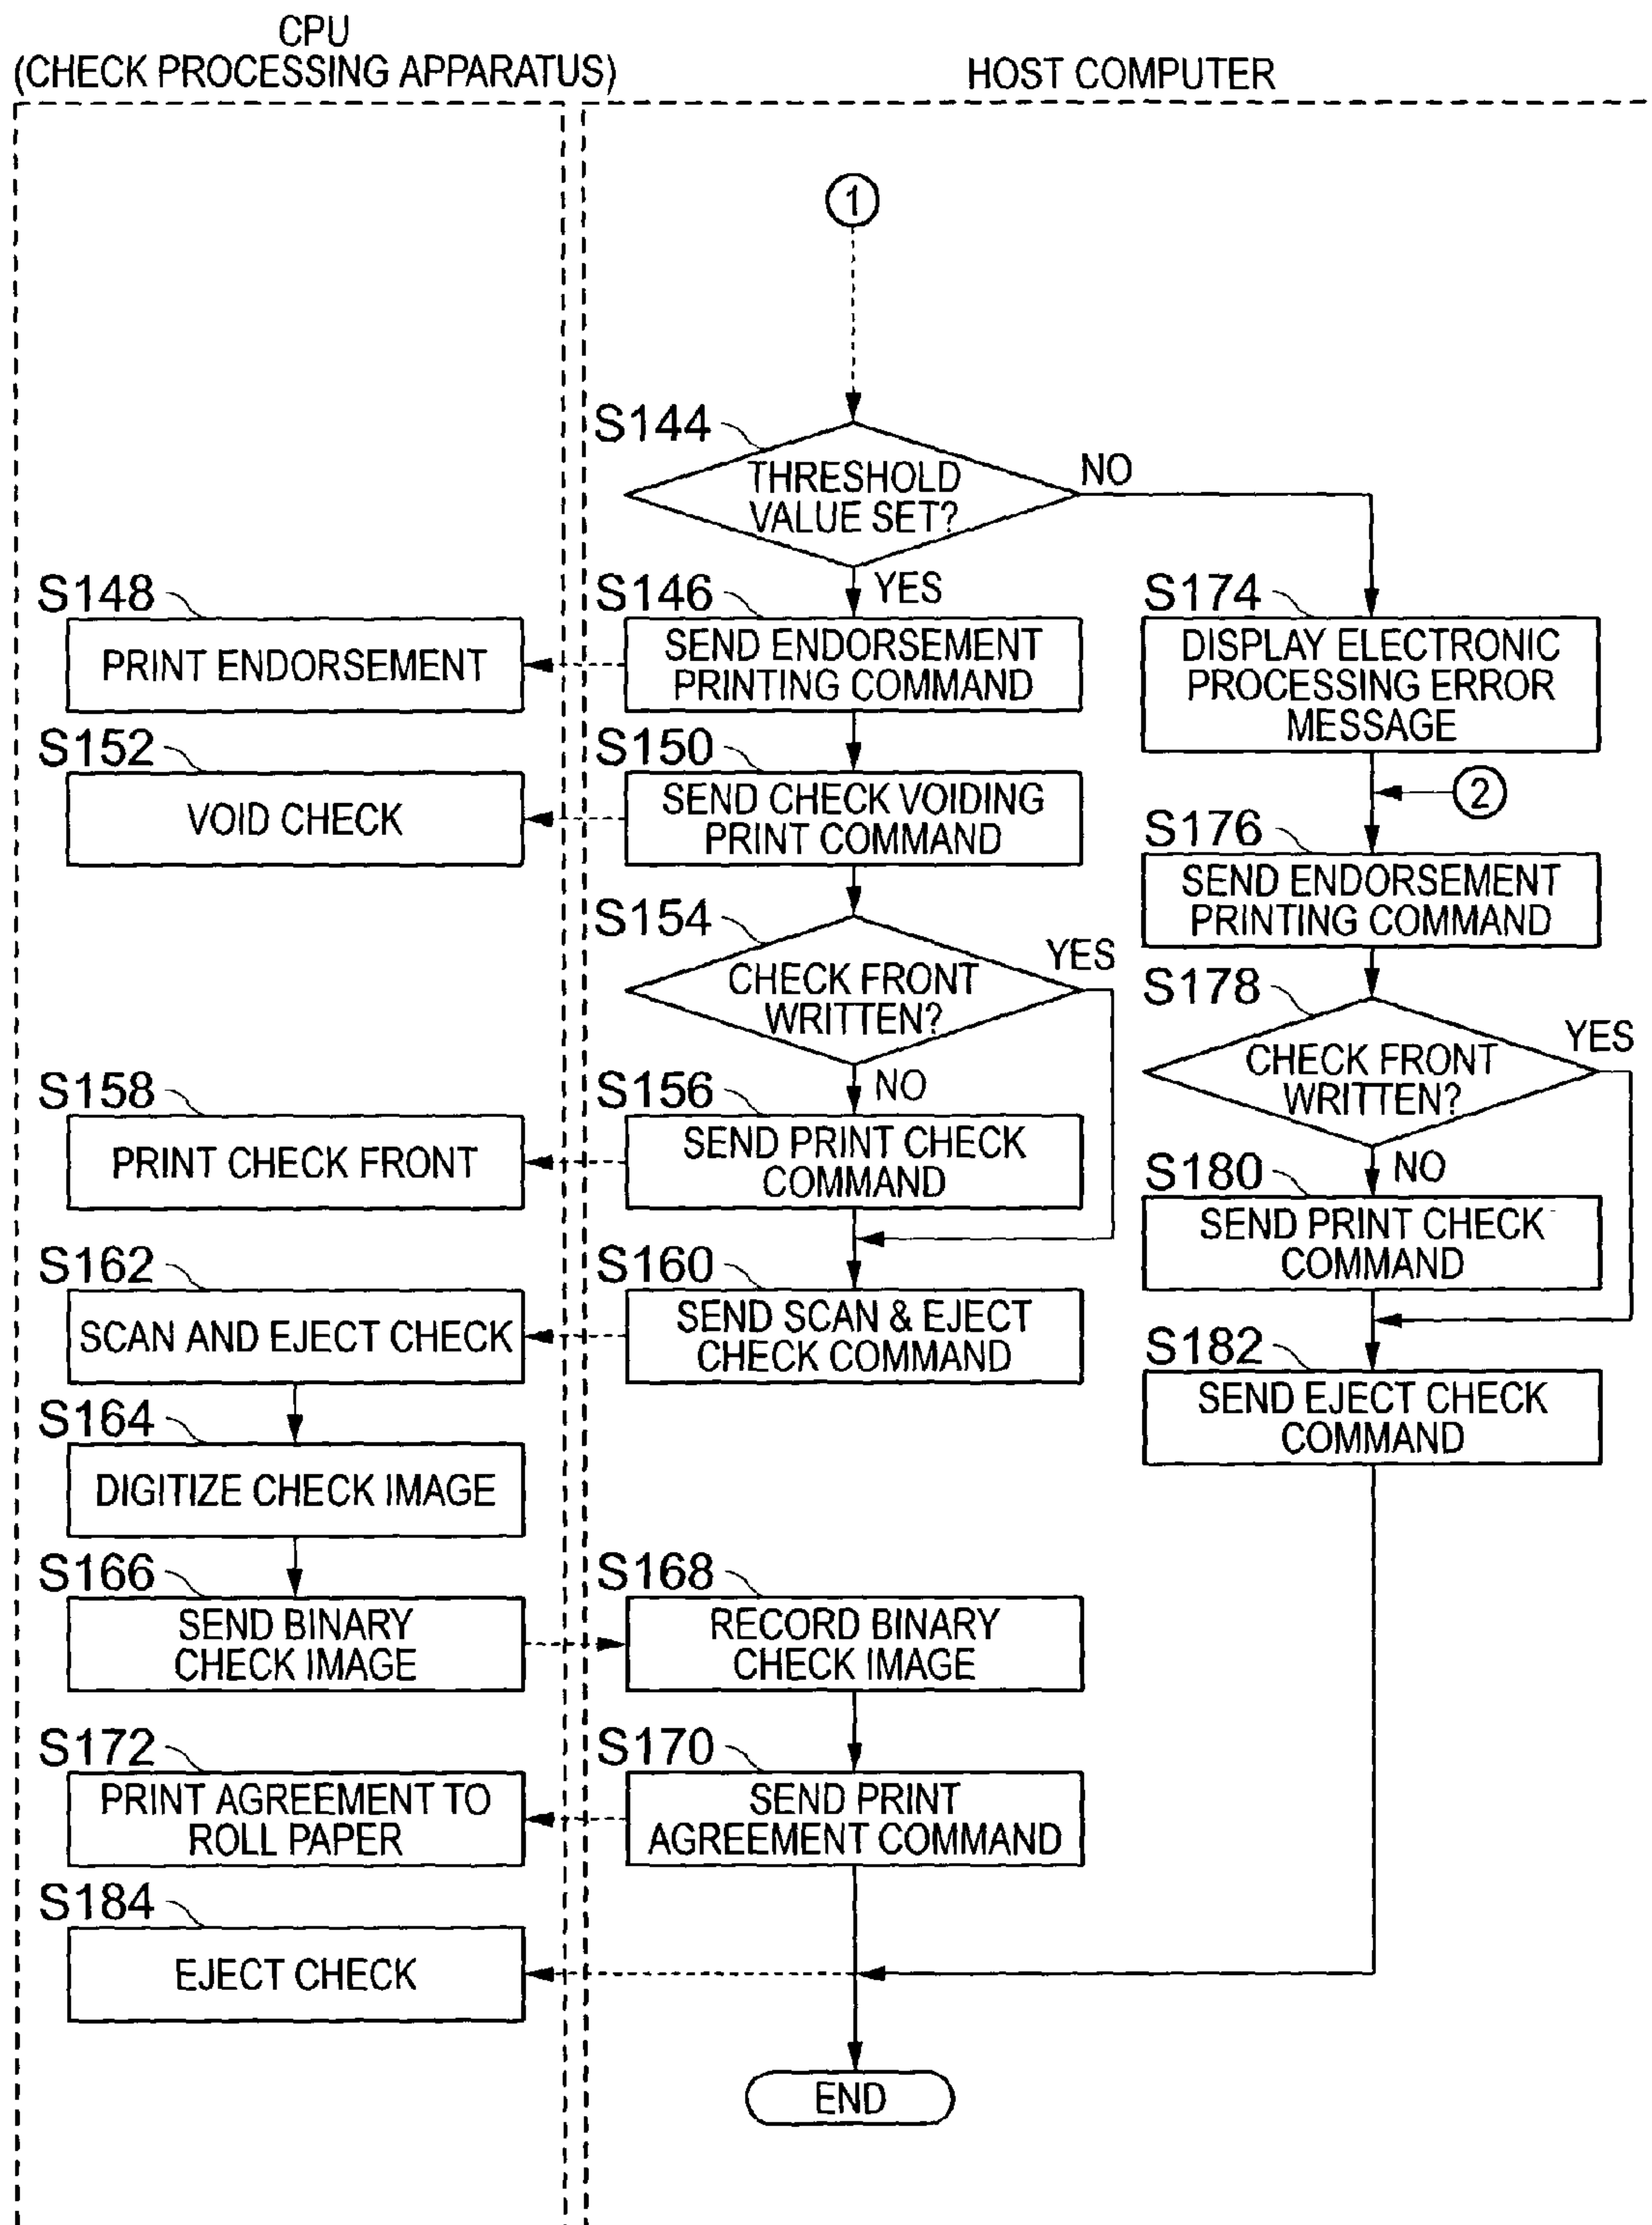 CPU
(CHECK PROCESSING APPARATUS)
HOST COMPUTER
1
S144
THRESHOLD
VALUE SET?
NO
YES
S148
PRINT ENDORSEMENT
S146
SEND ENDORSEMENT
PRINTING COMMAND
S174
DISPLAY ELECTRONIC
PROCESSING ERROR
MESSAGE
S152
VOID CHECK
S150
SEND CHECK VOIDING
PRINT COMMAND
2
S176
SEND ENDORSEMENT
PRINTING COMMAND
S154
CHECK FRONT
WRITTEN?
YES
NO
S178
CHECK FRONT
WRITTEN?
YES
NO
S158
PRINT CHECK FRONT
S156
SEND PRINT CHECK
COMMAND
S180
SEND PRINT CHECK
COMMAND
S162
SCAN AND EJECT CHECK
S160
SEND SCAN & EJECT
CHECK COMMAND
S182
SEND EJECT CHECK
COMMAND
S164
DIGITIZE CHECK IMAGE
S166
SEND BINARY
CHECK IMAGE
S168
RECORD BINARY
CHECK IMAGE
S172
PRINT AGREEMENT TO
ROLL PAPER
S170
SEND PRINT
AGREEMENT COMMAND
S184
EJECT CHECK
END